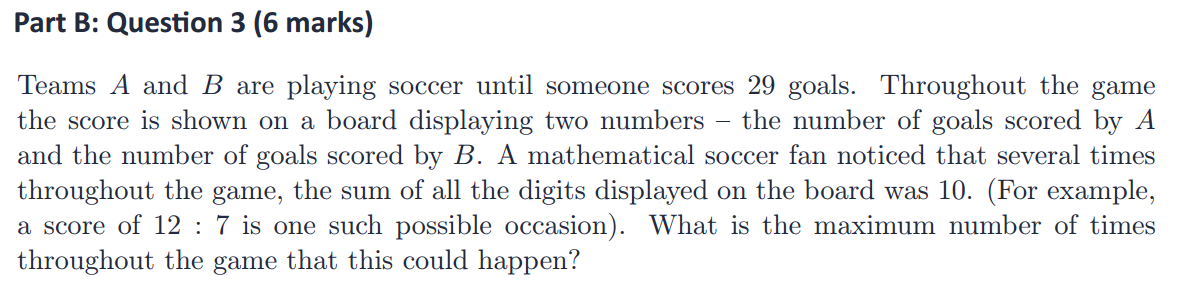 Part B: Question 3 (6 marks)
Teams A and B are playing soccer until someone scores 29 goals. Throughout the game
the score is shown on a board displaying two numbers – the number of goals scored by A
and the number of goals scored by B. A mathematical soccer fan noticed that several times
throughout the game, the sum of all the digits displayed on the board was 10. (For example,
a score of 12 : 7 is one such possible occasion). What is the maximum number of times
throughout the game that this could happen?